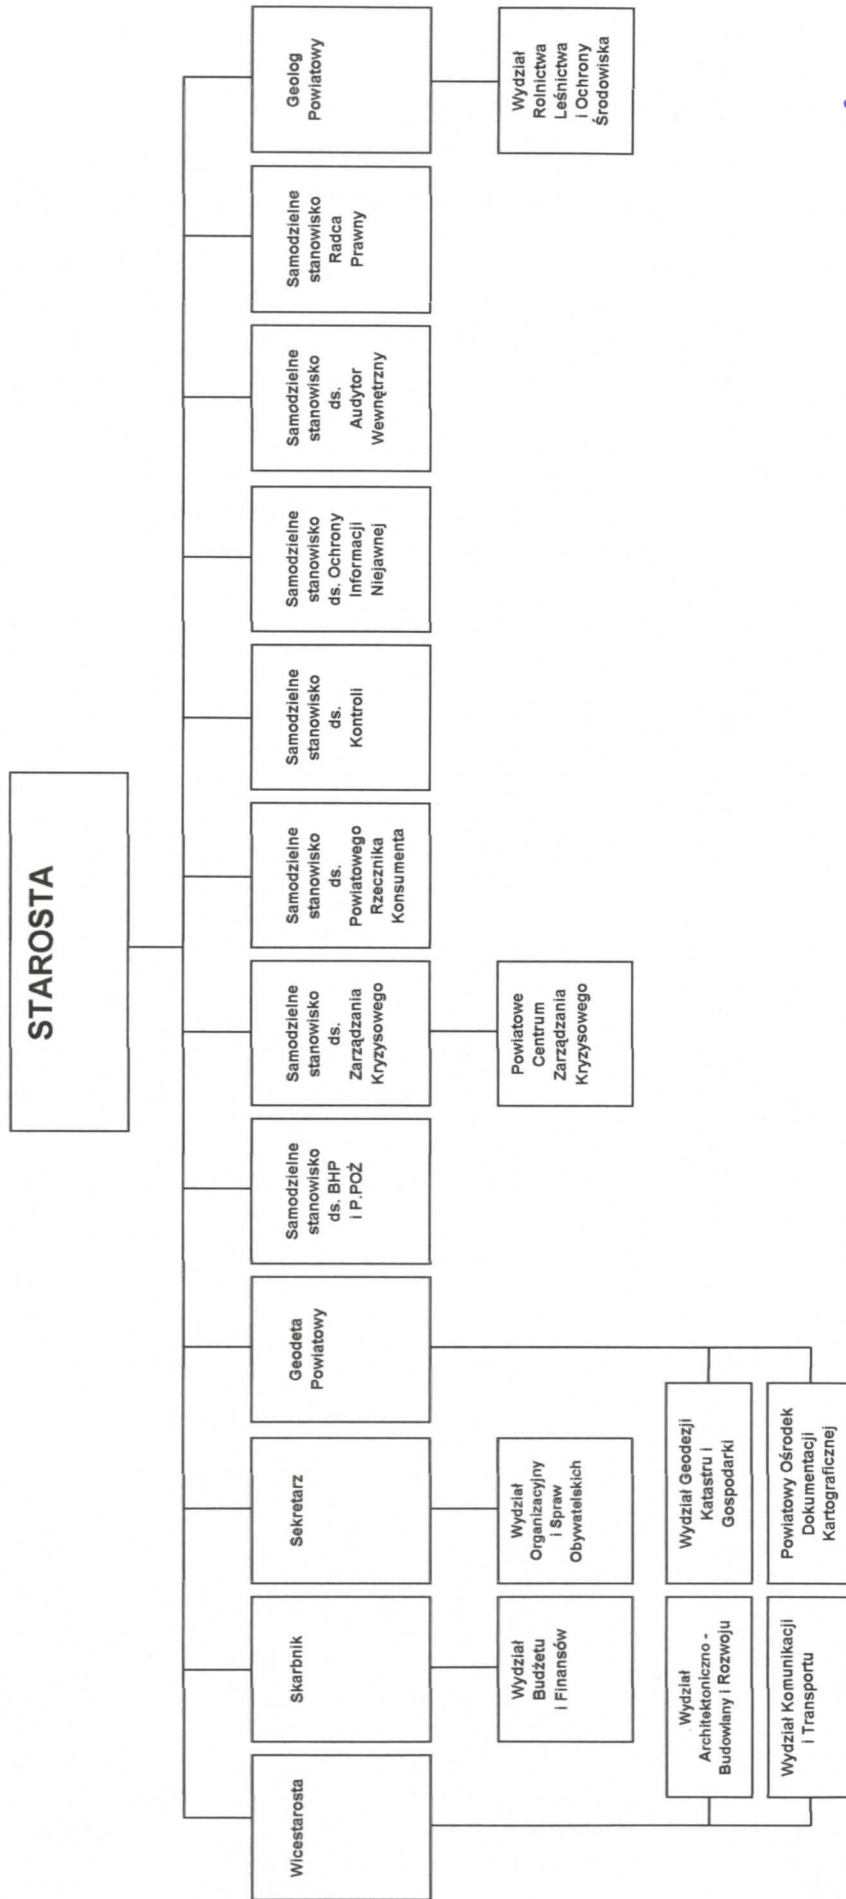 STAROSTA
Wicestarosta
Skarbnik
Sekretarz
Geodeta
Powiatowy
Samodzielne
stanowisko
ds. BHP
i P.POŻ
Samodzielne
stanowisko
ds.
Zarządzania
Kryzysowego
Samodzielne
stanowisko
ds.
Powiatowego
Rzecznika
Konsumenta
Samodzielne
stanowisko
ds.
Kontroli
Samodzielne
stanowisko
ds. Ochrony
Informacji
Niejawnej
Samodzielne
stanowisko
ds.
Audytor
Wewnętrzny
Samodzielne
stanowisko
Radca
Prawny
Geolog
Powiatowy
Wydział
Budżetu
i Finansów
Wydział
Organizacyjny
i Spraw
Obywatelskich
Powiatowe
Centrum
Zarządzania
Kryzysowego
Wydział
Rolnictwa
Leśnictwa
i Ochrony
Środowiska
Wydział
Architektoniczno -
Budowlany i Rozwoju
Wydział Geodezji
Katastru i
Gospodarki
Wydział Komunikacji
i Transportu
Powiatowy Ośrodek
Dokumentacji
Kartograficznej